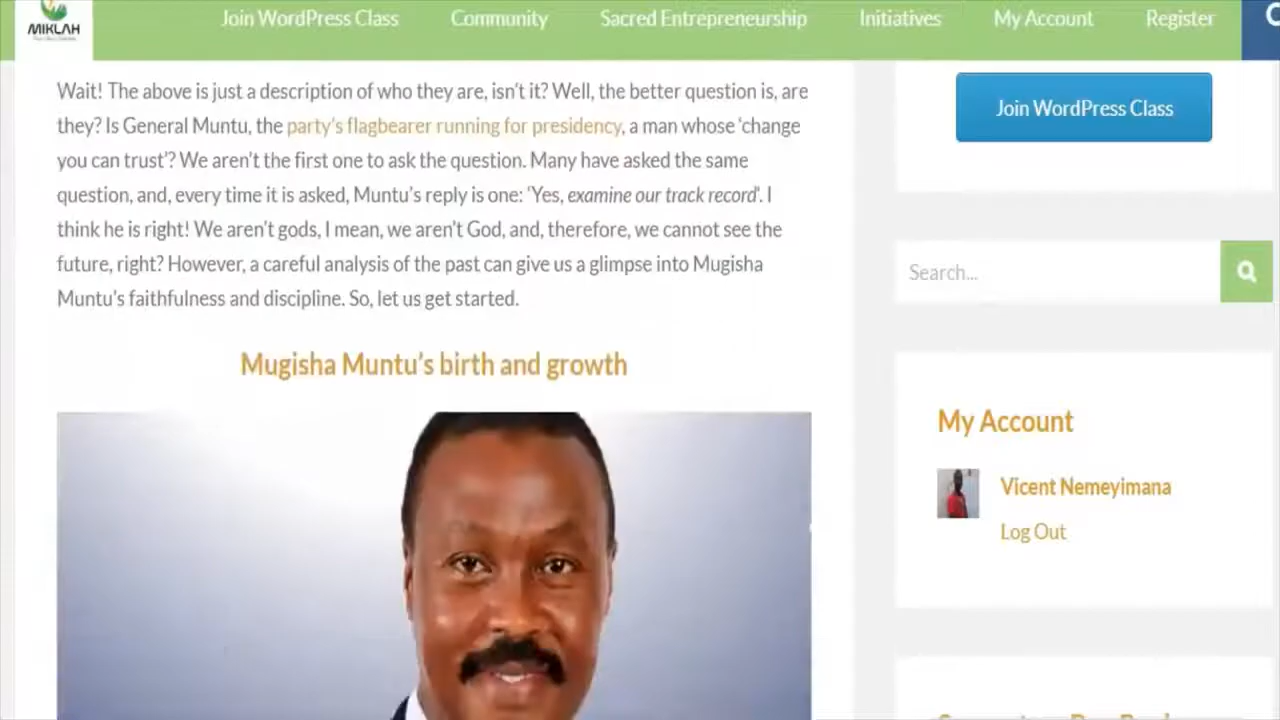 MIKLAH
Join WordPress Class
Community
Sacred Entrepreneurship
Initiatives
My Account
Register
Wait! The above is just a description of who they are, isn't it? Well, the better question is, are
they? Is General Muntu, the party's flagbearer running for presidency, a man whose 'change
you can trust'? We aren't the first one to ask the question. Many have asked the same
question, and, every time it is asked, Muntu's reply is one: 'Yes, examine our track record'. I
think he is right! We aren't gods, I mean, we aren't God, and, therefore, we cannot see the
future, right? However, a careful analysis of the past can give us a glimpse into Mugisha
Muntu's faithfulness and discipline. So, let us get started.
Mugisha Muntu's birth and growth
Join WordPress Class
Search...
My Account
Vicent Nemeyimana
Log Out